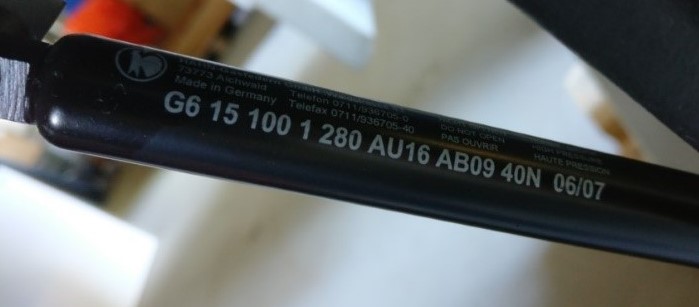 73773 Aichwald
Made in Germany
Telefon 0711/936705-0
Telefax 0711/936705-40
DO NOT OPEN
PAS OUVRIR
HIGH PRESSURE
HAUTE PRESSION
G6 15 100 1 280 AU16 AB09 40N 06/07